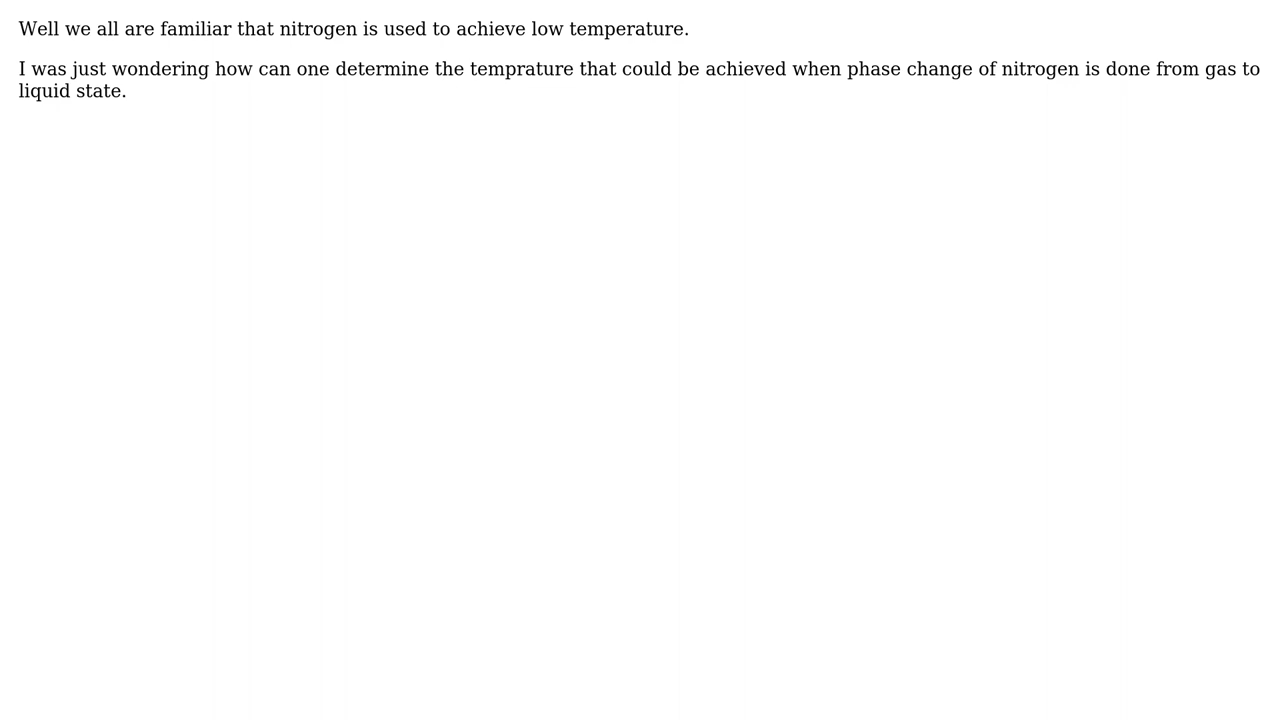 Well we all are familiar that nitrogen is used to achieve low temperature.
I was just wondering how can one determine the temprature that could be achieved when phase change of nitrogen is done from gas to
liquid state.